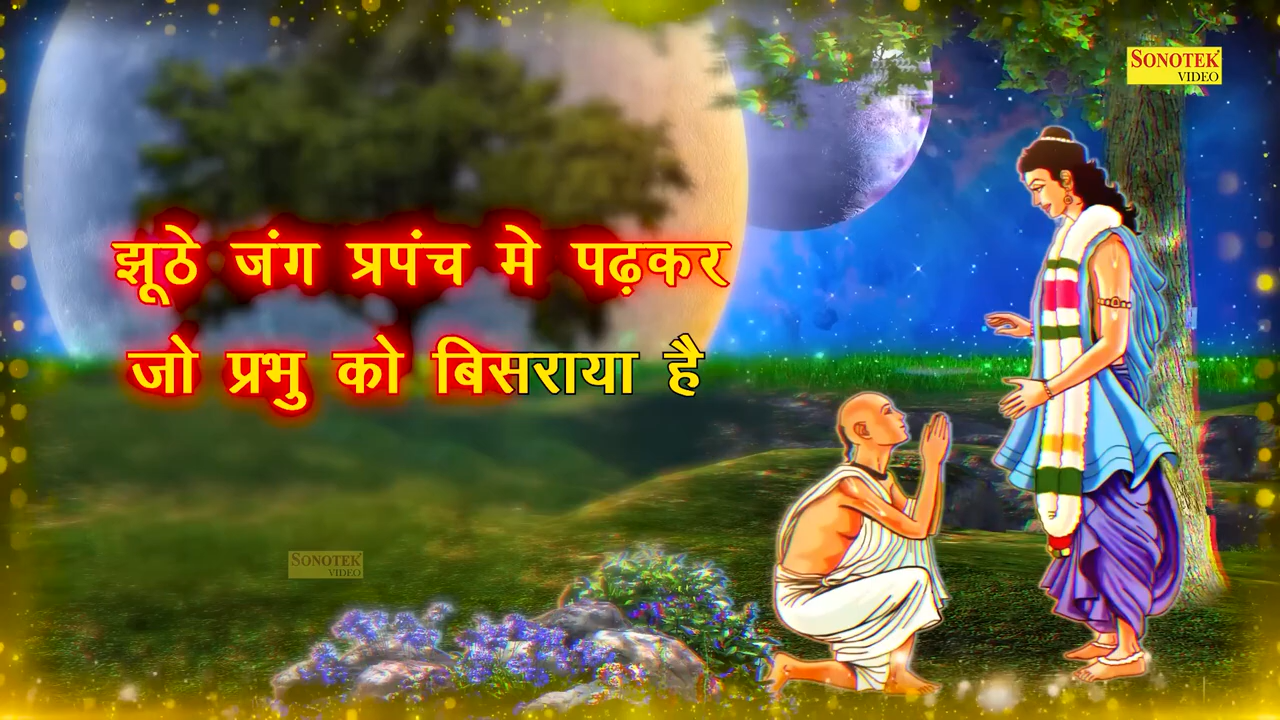 SONOTEK
VIDEO
झूठे जंग प्रपंच मे पढ़कर
जो प्रभु को बिसराया है
SONOTEK
VIDEO